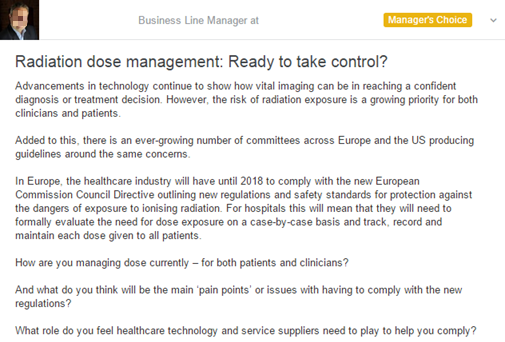 Business Line Manager at
Manager's Choice
Radiation dose management: Ready to take control?
Advancements in technology continue to show how vital imaging can be in reaching a confident
diagnosis or treatment decision. However, the risk of radiation exposure is a growing priority for both
clinicians and patients.
Added to this, there is an ever-growing number of committees across Europe and the US producing
guidelines around the same concerns.
In Europe, the healthcare industry will have until 2018 to comply with the new European
Commission Council Directive outlining new regulations and safety standards for protection against
the dangers of exposure to ionising radiation. For hospitals this will mean that they will need to
formally evaluate the need for dose exposure on a case-by-case basis and track, record and
maintain each dose given to all patients.
How are you managing dose currently – for both patients and clinicians?
And what do you think will be the main ‘pain points’ or issues with having to comply with the new
regulations?
What role do you feel healthcare technology and service suppliers need to play to help you comply?